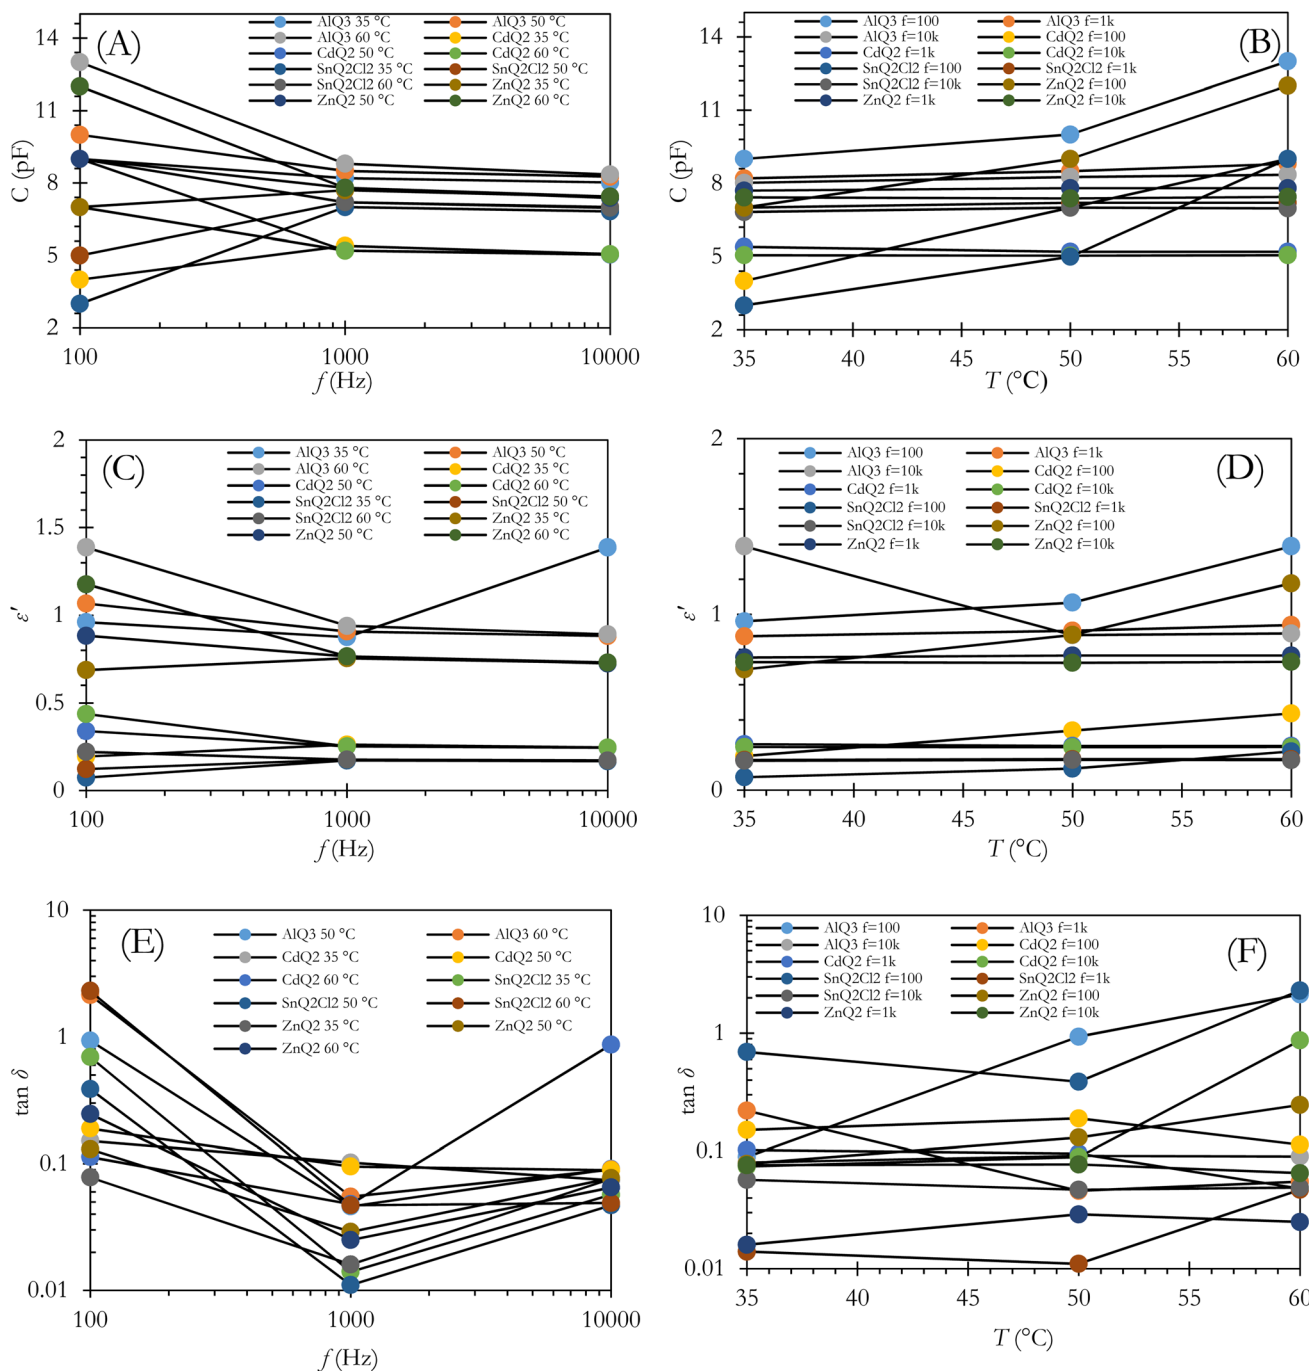 (A)
AlQ3 35 °C
AlQ3 50 °C
AlQ3 60 °C
CdQ2 35 °C
CdQ2 50 °C
CdQ2 60 °C
SnQ2Cl2 35 °C
SnQ2Cl2 50 °C
SnQ2Cl2 60 °C
ZnQ2 35 °C
ZnQ2 50 °C
ZnQ2 60 °C
14
11
8
5
2
C (pF)
100 1000 10000
f (Hz)
(B)
AlQ3 f=100
AlQ3 f=1k
AlQ3 f=10k
CdQ2 f=100
CdQ2 f=1k
CdQ2 f=10k
SnQ2Cl2 f=100
SnQ2Cl2 f=1k
SnQ2Cl2 f=10k
ZnQ2 f=100
ZnQ2 f=1k
ZnQ2 f=10k
14
11
8
5
2
C (pF)
35 40 45 50 55 60
T (°C)
(C)
AlQ3 35 °C
AlQ3 50 °C
AlQ3 60 °C
CdQ2 35 °C
CdQ2 50 °C
CdQ2 60 °C
SnQ2Cl2 35 °C
SnQ2Cl2 50 °C
SnQ2Cl2 60 °C
ZnQ2 35 °C
ZnQ2 50 °C
ZnQ2 60 °C
2
1.5
1
0.5
0
ε′
100 1000 10000
f (Hz)
(D)
AlQ3 f=100
AlQ3 f=1k
AlQ3 f=10k
CdQ2 f=100
CdQ2 f=1k
CdQ2 f=10k
SnQ2Cl2 f=100
SnQ2Cl2 f=1k
SnQ2Cl2 f=10k
ZnQ2 f=100
ZnQ2 f=1k
ZnQ2 f=10k
2
1
0
ε′
35 40 45 50 55 60
T (°C)
(E)
AlQ3 50 °C
AlQ3 60 °C
CdQ2 35 °C
CdQ2 50 °C
CdQ2 60 °C
SnQ2Cl2 35 °C
SnQ2Cl2 50 °C
SnQ2Cl2 60 °C
ZnQ2 35 °C
ZnQ2 50 °C
ZnQ2 60 °C
10
1
0.1
0.01
tan δ
100 1000 10000
f (Hz)
(F)
AlQ3 f=100
AlQ3 f=1k
AlQ3 f=10k
CdQ2 f=100
CdQ2 f=1k
CdQ2 f=10k
SnQ2Cl2 f=100
SnQ2Cl2 f=1k
SnQ2Cl2 f=10k
ZnQ2 f=100
ZnQ2 f=1k
ZnQ2 f=10k
10
1
0.1
0.01
tan δ
35 40 45 50 55 60
T (°C)